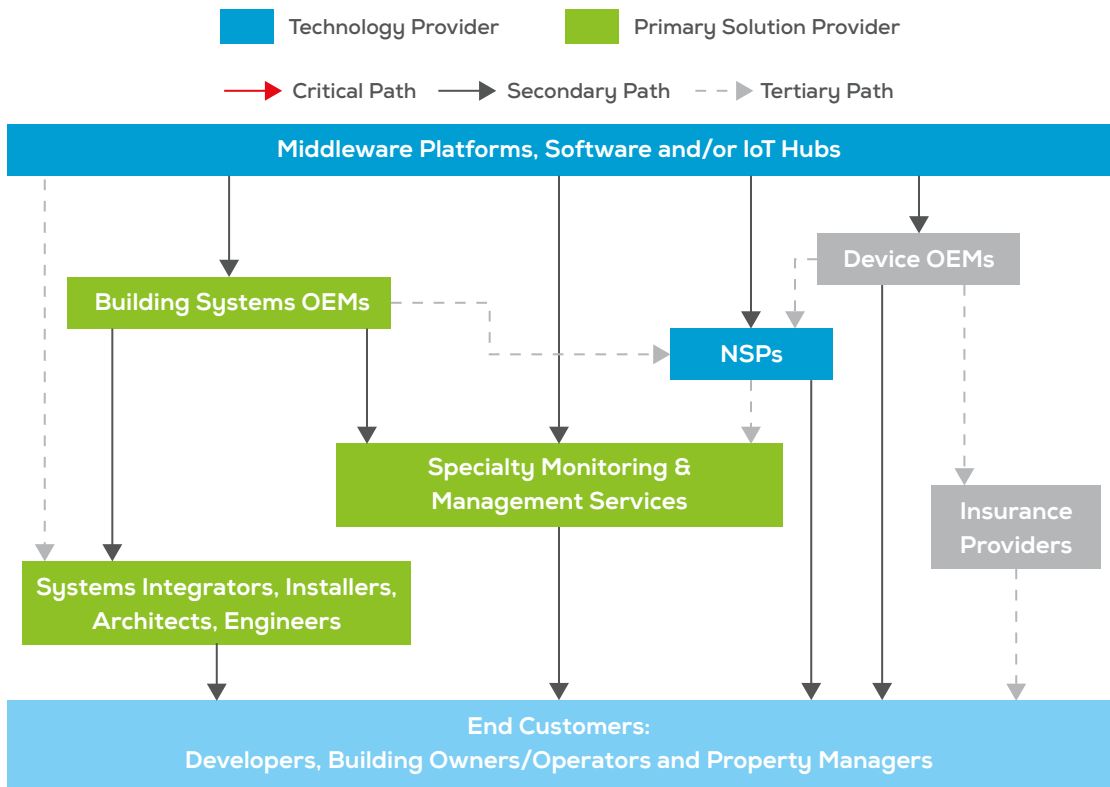 Technology Provider
Primary Solution Provider
Critical Path
Secondary Path
Tertiary Path
Middleware Platforms, Software and/or IoT Hubs
Device OEMs
Building Systems OEMs
NSPs
Specialty Monitoring &
Management Services
Insurance
Providers
Systems Integrators, Installers,
Architects, Engineers
End Customers:
Developers, Building Owners/Operators and Property Managers